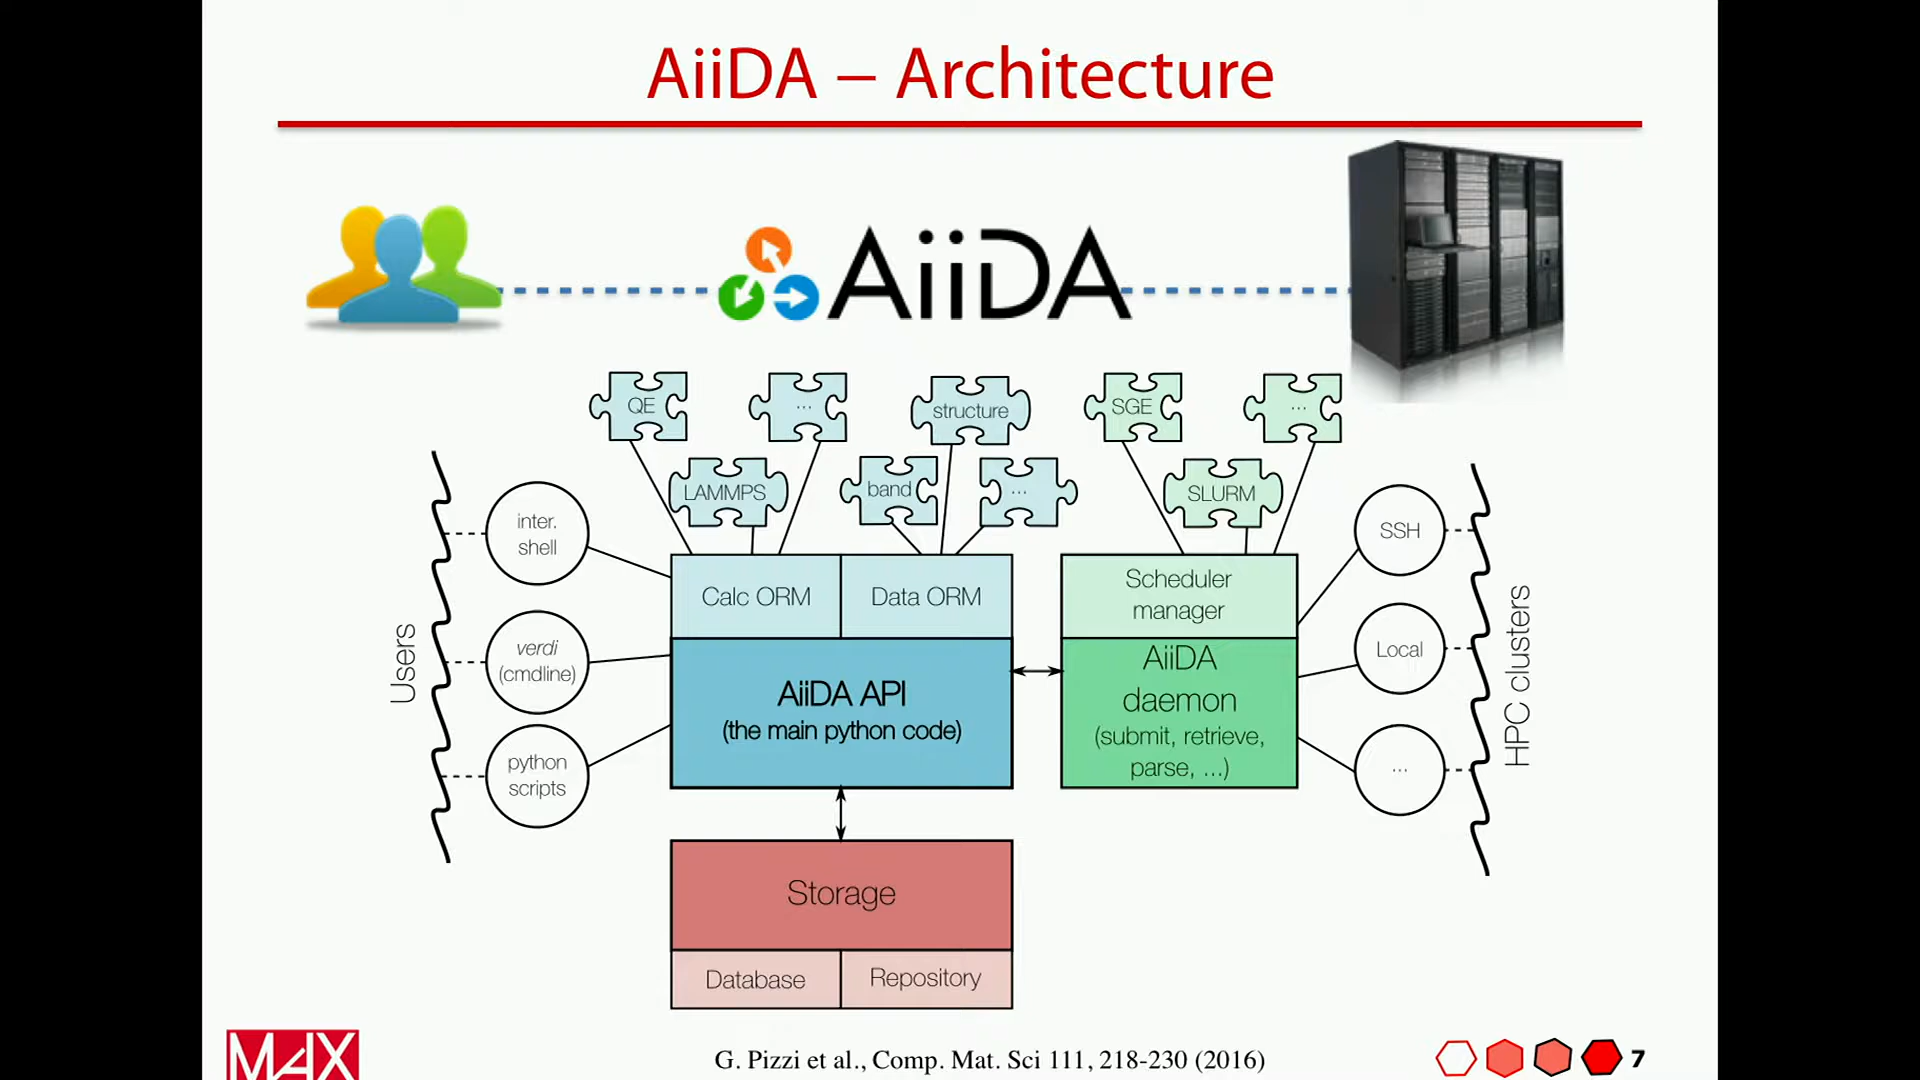 AiiDA – Architecture
AiiDA
QE
...
structure
SGE
...
LAMMPS
band
...
SLURM
inter.
shell
verdi
(cmdline)
python
scripts
Users
Calc ORM
Data ORM
AiiDA API
(the main python code)
Scheduler
manager
AiiDA
daemon
(submit, retrieve,
parse, ...)
SSH
Local
...
HPC clusters
Storage
Database
Repository
MAX
G. Pizzi et al., Comp. Mat. Sci 111, 218-230 (2016)
7